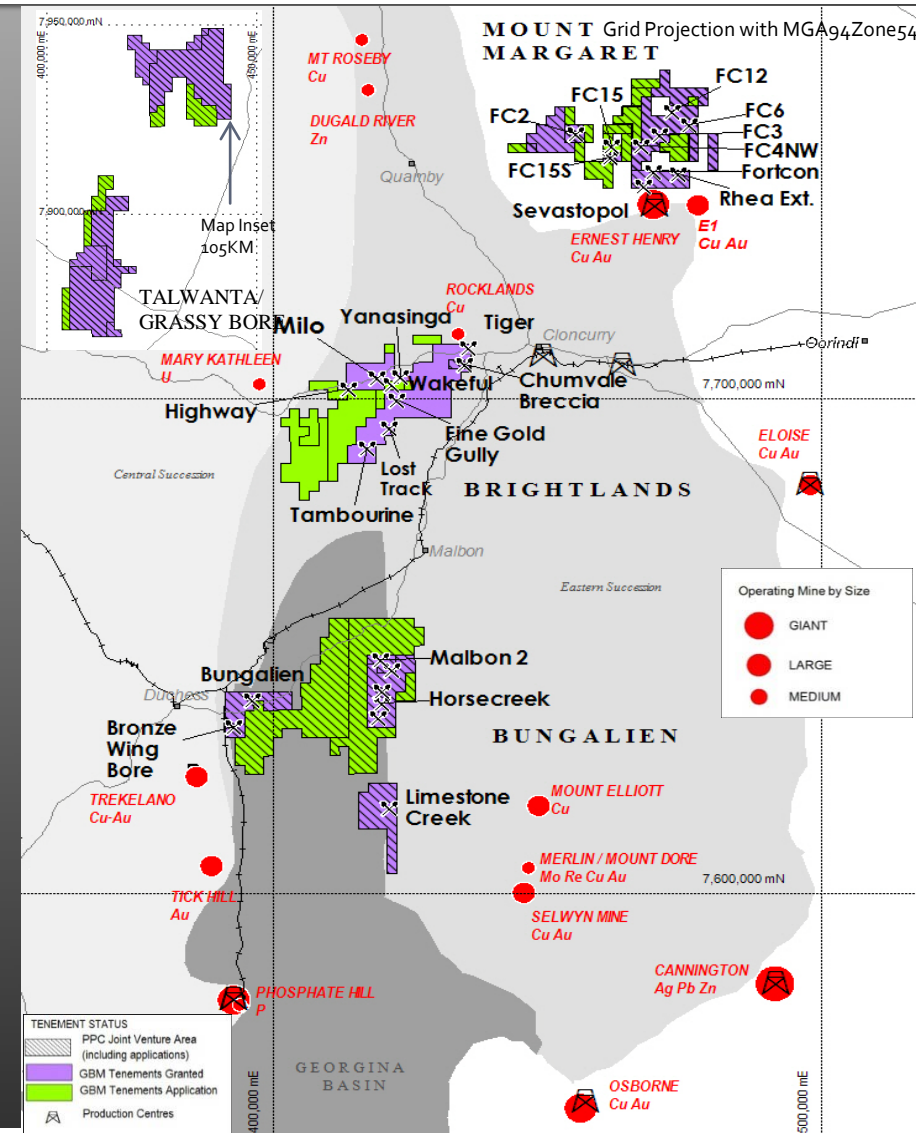 7,950,000 mN
400,000 mE
450,000 mE
7,900,000 mN
Map Inset
105KM
TALWANTA/
GRASSY BORE
MOUNT Grid Projection with MGA94Zone54
MARGARET
MT ROSEBY
Cu
DUGALD RIVER
Zn
Quamby
FC12
FC15
FC2
FC6
FC3
FC4NW
FC15S
Fortcon
Rhea Ext.
Sevastopol
E1
Cu Au
ERNEST HENRY
Cu Au
ROCKLANDS
Cu
Milo
Yanasinga
Tiger
Cloncurry
Oorindi
MARY KATHLEEN
U
Wakeful
Chumvale
Breccia
7,700,000 mN
Highway
Fine Gold
Gully
ELOISE
Cu Au
Lost
Track
Central Succession
BRIGHTLANDS
Tambourine
Malbon
Eastern Succession
Operating Mine by Size
GIANT
LARGE
MEDIUM
Malbon 2
Bungalien
Duchess
Horsecreek
Bronze
Wing
Bore
BUNGALIEN
TREKELANO
Cu-Au
Limestone
Creek
MOUNT ELLIOTT
Cu
MERLIN / MOUNT DORE
Mo Re Cu Au
7,600,000 mN
TICK HILL
Au
SELWYN MINE
Cu Au
CANNINGTON
Ag Pb Zn
PHOSPHATE HILL
P
TENEMENT STATUS
PPC Joint Venture Area
(including applications)
GBM Tenements Granted
GBM Tenements Application
Production Centres
GEORGINA
BASIN
OSBORNE
Cu Au
400,000 mE
500,000 mE